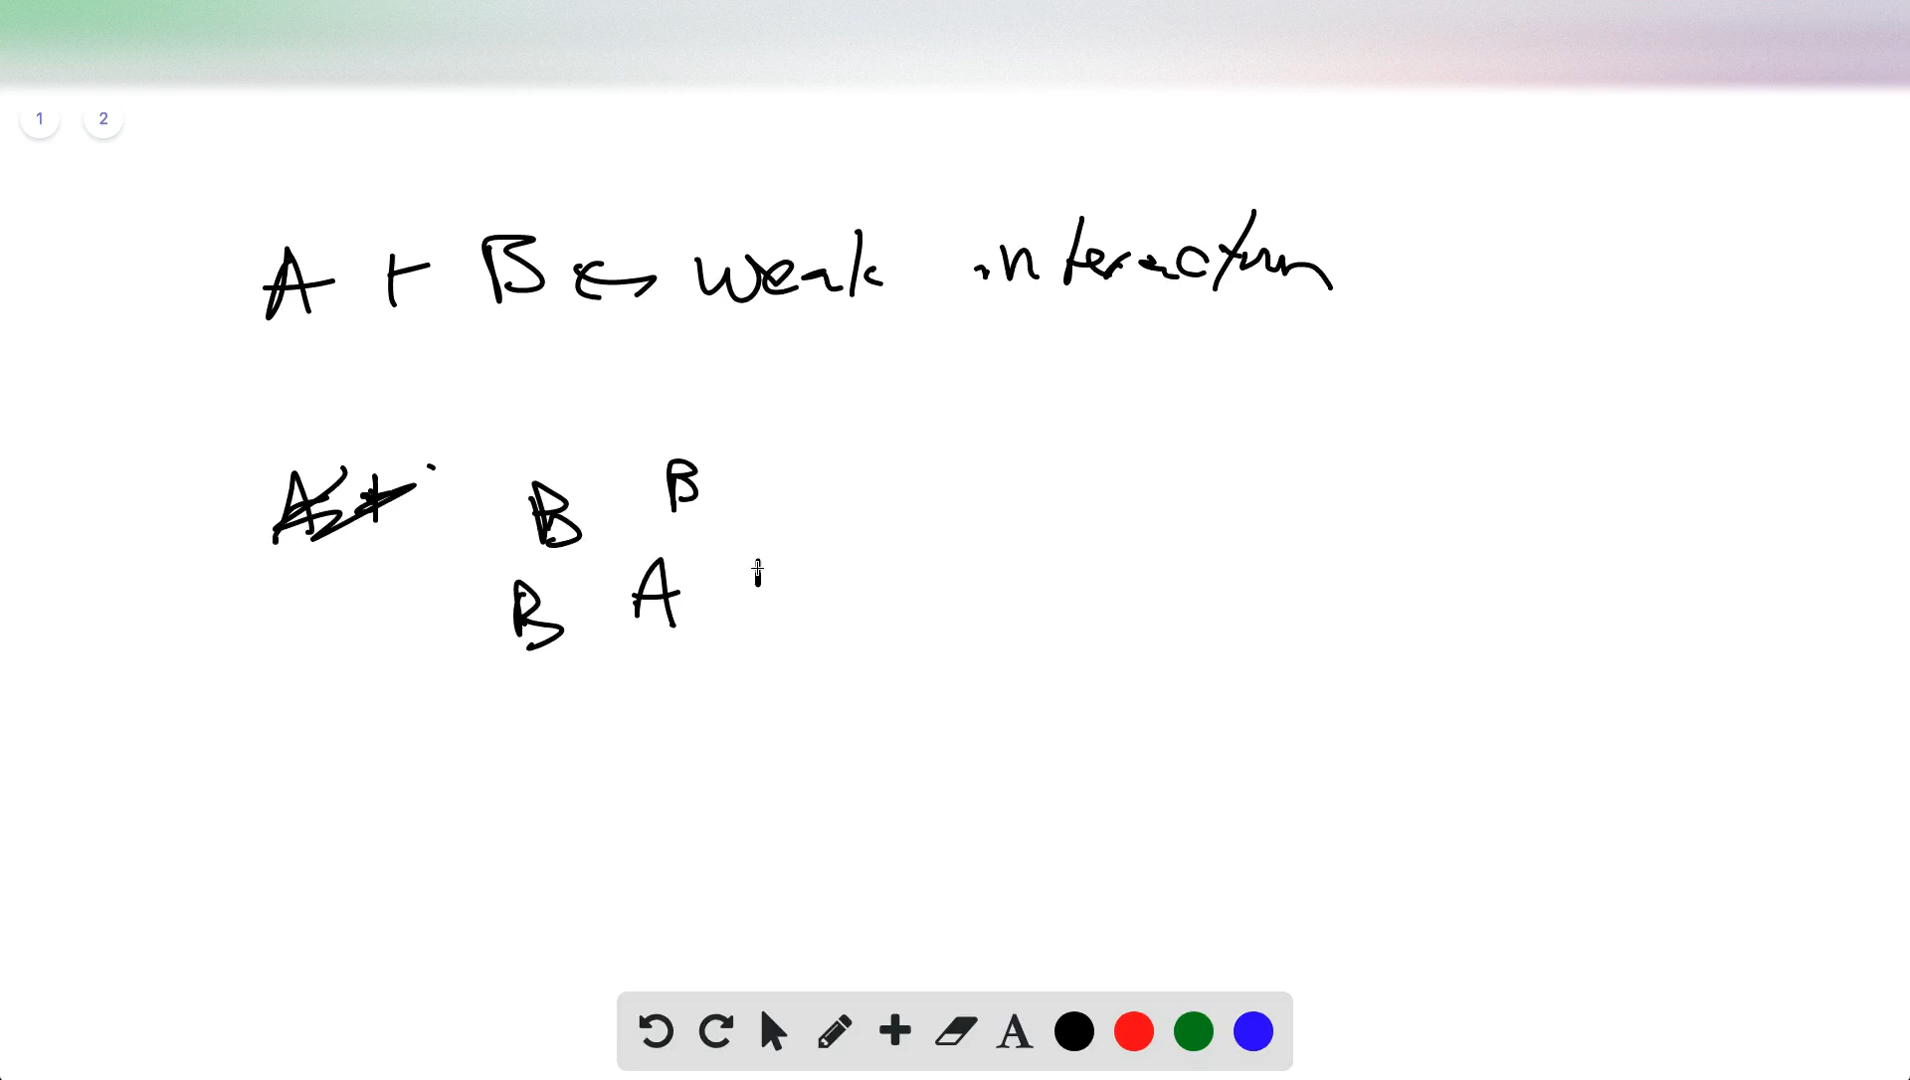 1 2
A + B ← weak interaction
A +
B B
B A
A